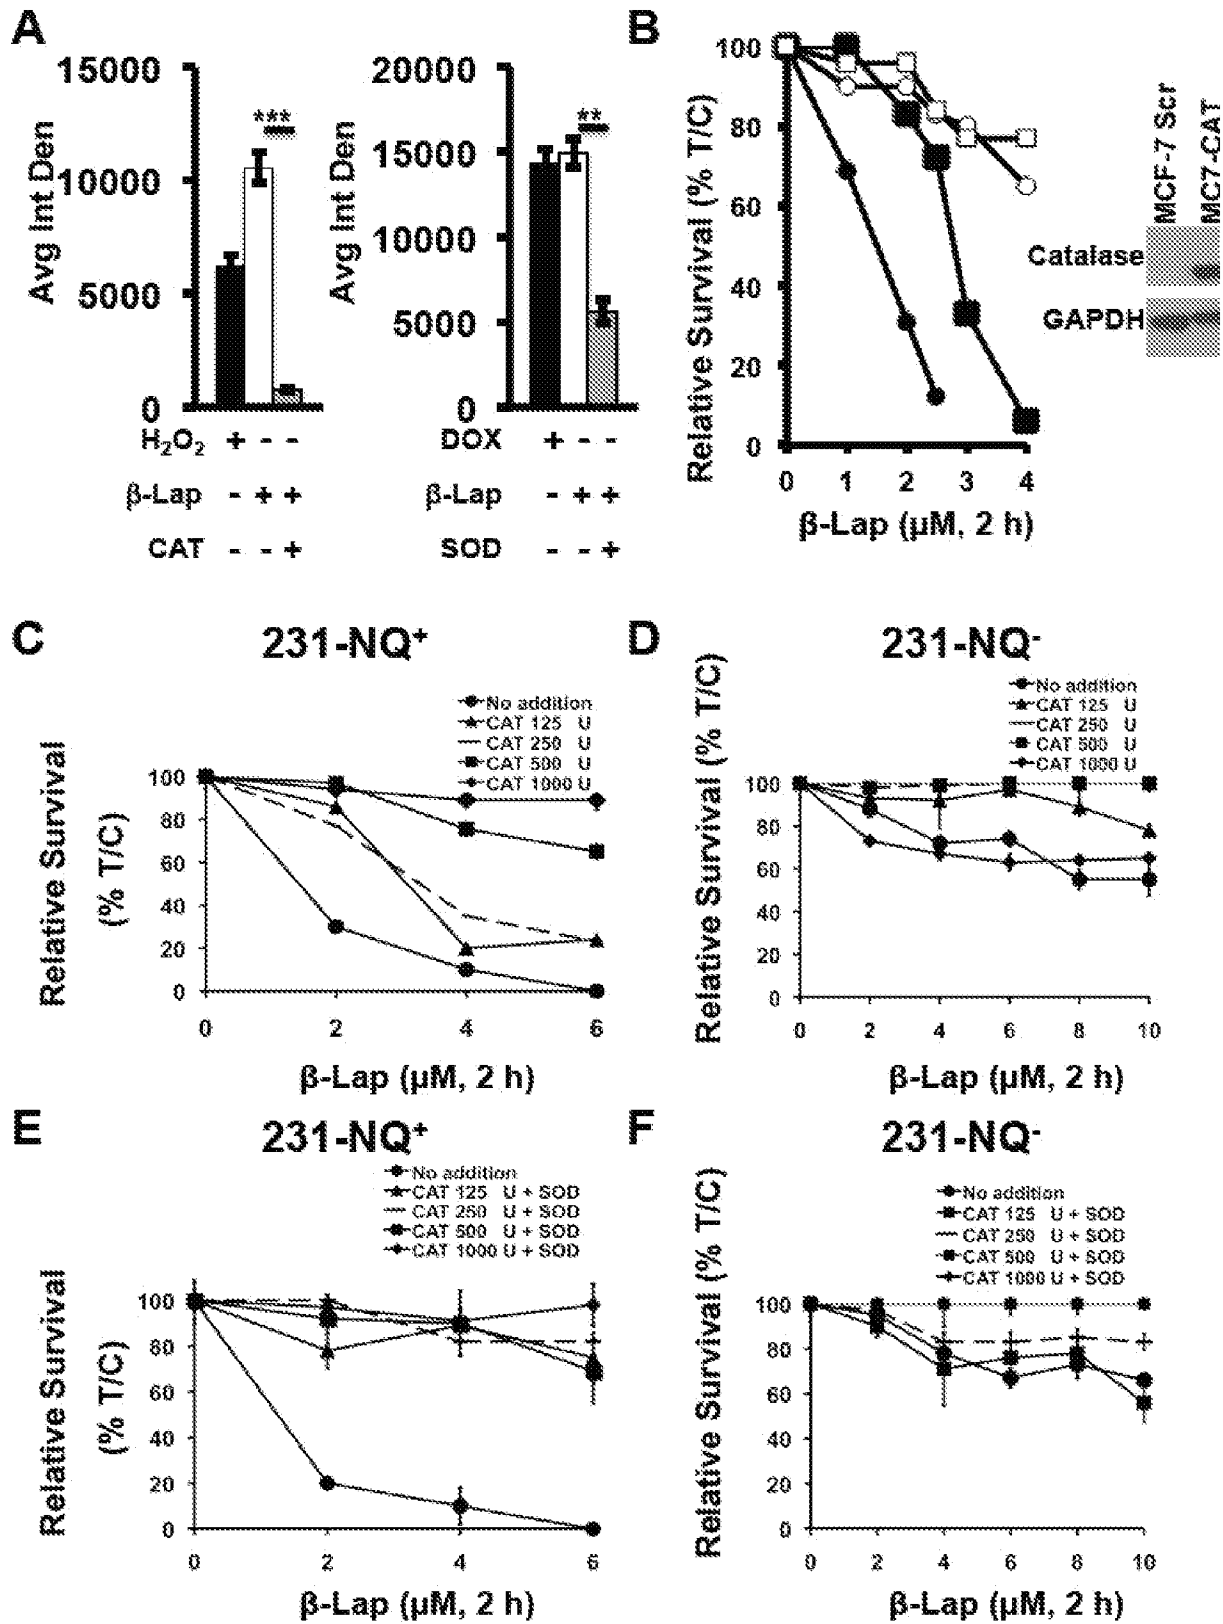 A
15000
10000
5000
0
Avg Int Den
***
H₂O₂ + - -
β-Lap - + +
CAT - - +
20000
15000
10000
5000
0
Avg Int Den
**
DOX + - -
β-Lap - + +
SOD - - +
B
100
80
60
40
20
0
Relative Survival (% T/C)
0 1 2 3 4
β-Lap (µM, 2 h)
MCF-7 Scr
MC7-CAT
Catalase
GAPDH
C
231-NQ⁺
No addition
CAT 125 U
CAT 250 U
CAT 500 U
CAT 1000 U
Relative Survival
(% T/C)
100
80
60
40
20
0
0 2 4 6
β-Lap (µM, 2 h)
D
231-NQ⁻
No addition
CAT 125 U
CAT 250 U
CAT 500 U
CAT 1000 U
Relative Survival (% T/C)
100
80
60
40
20
0
0 2 4 6 8 10
β-Lap (µM, 2 h)
E
231-NQ⁺
No addition
CAT 125 U + SOD
CAT 250 U + SOD
CAT 500 U + SOD
CAT 1000 U + SOD
Relative Survival
(% T/C)
100
80
60
40
20
0
0 2 4 6
β-Lap (µM, 2 h)
F
231-NQ⁻
No addition
CAT 125 U + SOD
CAT 250 U + SOD
CAT 500 U + SOD
CAT 1000 U + SOD
Relative Survival (% T/C)
100
80
60
40
20
0
0 2 4 6 8 10
β-Lap (µM, 2 h)